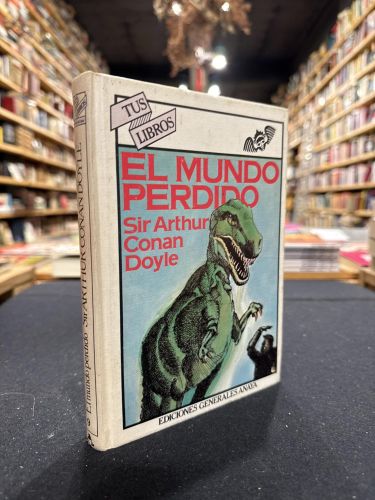 TUS
LIBROS
EL MUNDO
PERDIDO
Sir Arthur
Conan
Doyle
EDICIONES GENERALES ANAYA
El mundo perdido Sir ARTHUR CONAN DOYLE